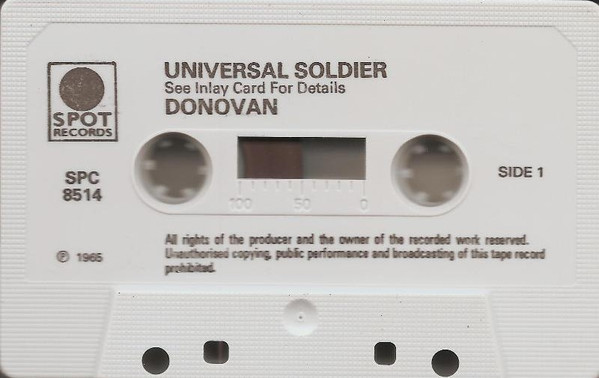 UNIVERSAL SOLDIER
See Inlay Card For Details
DONOVAN
SPOT
RECORDS
SPC
8514
SIDE 1
100 50 0
All rights of the producer and the owner of the recorded work reserved.
Unauthorised copying, public performance and broadcasting of this tape record
prohibited.
℗ 1965